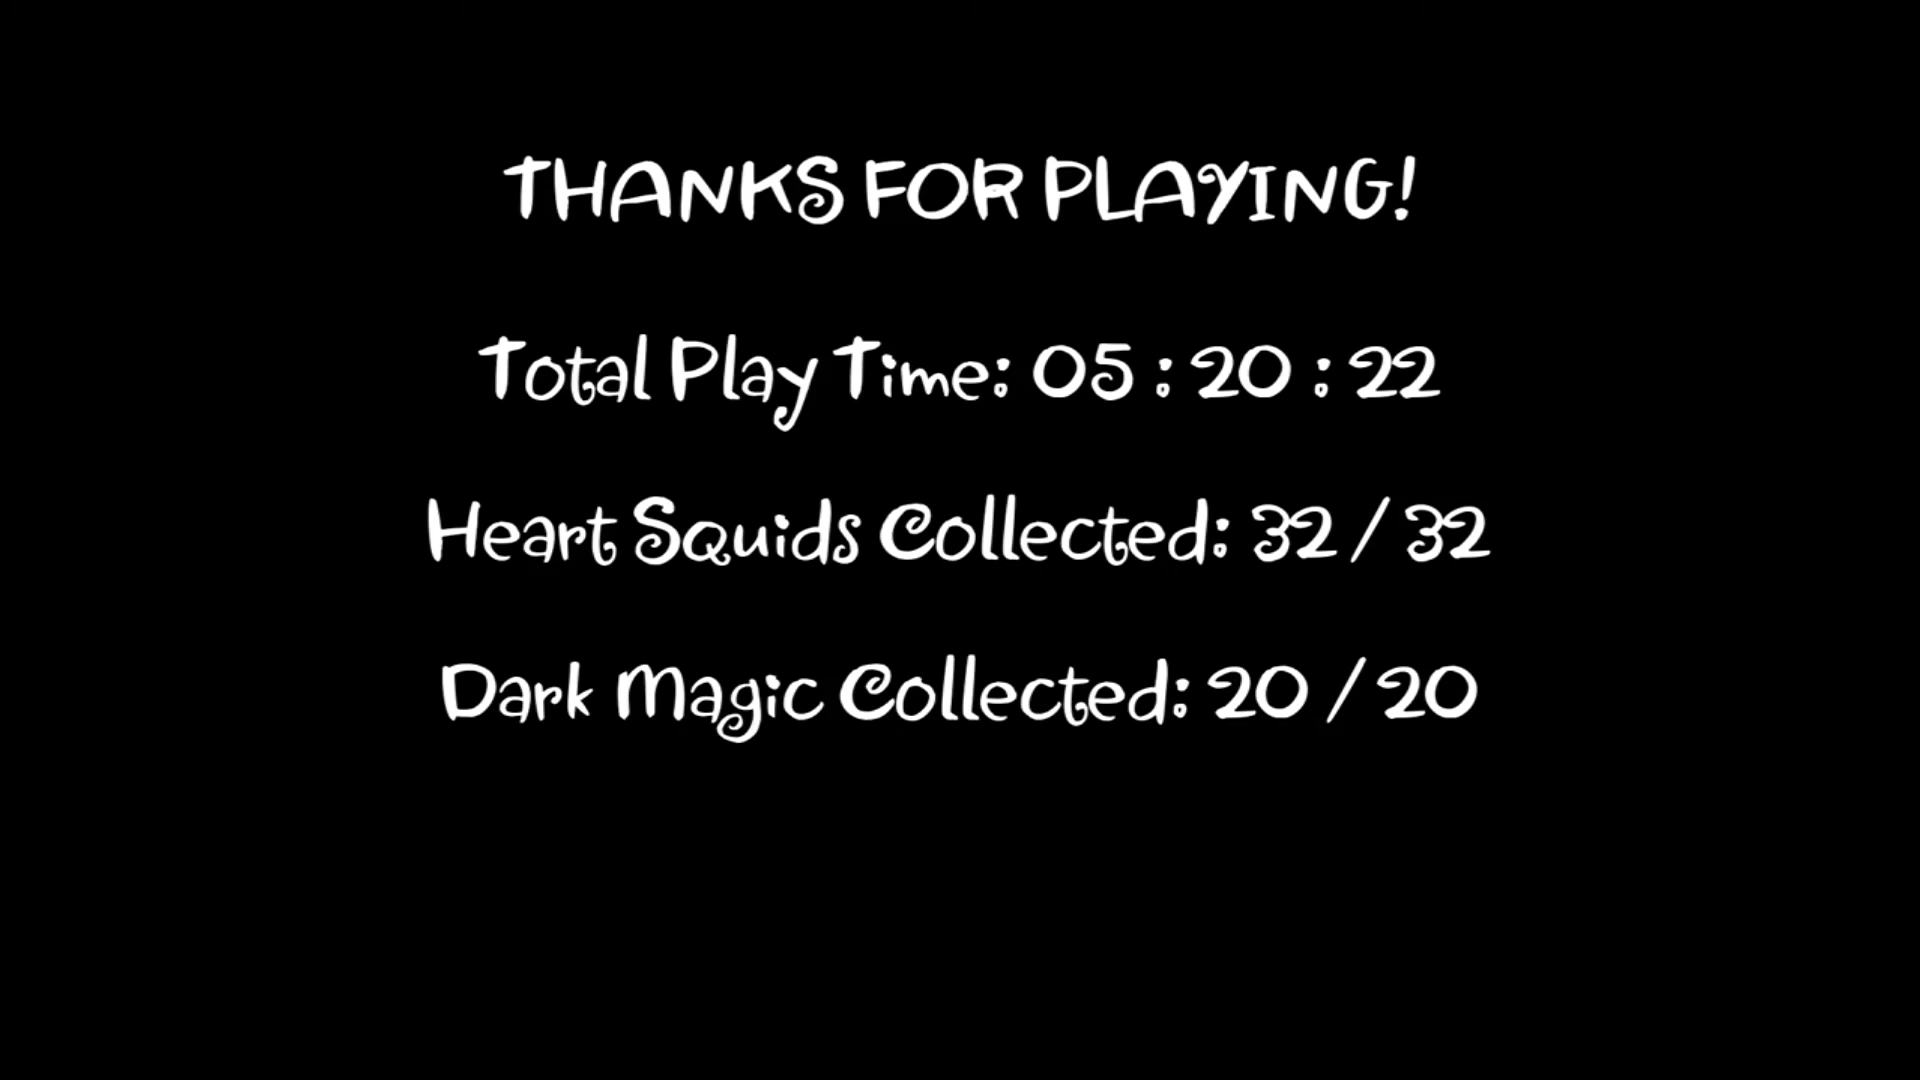 THANKS FOR PLAYING!
Total Play Time: 05 : 20 : 22
Heart Squids Collected: 32 / 32
Dark Magic Collected: 20 / 20